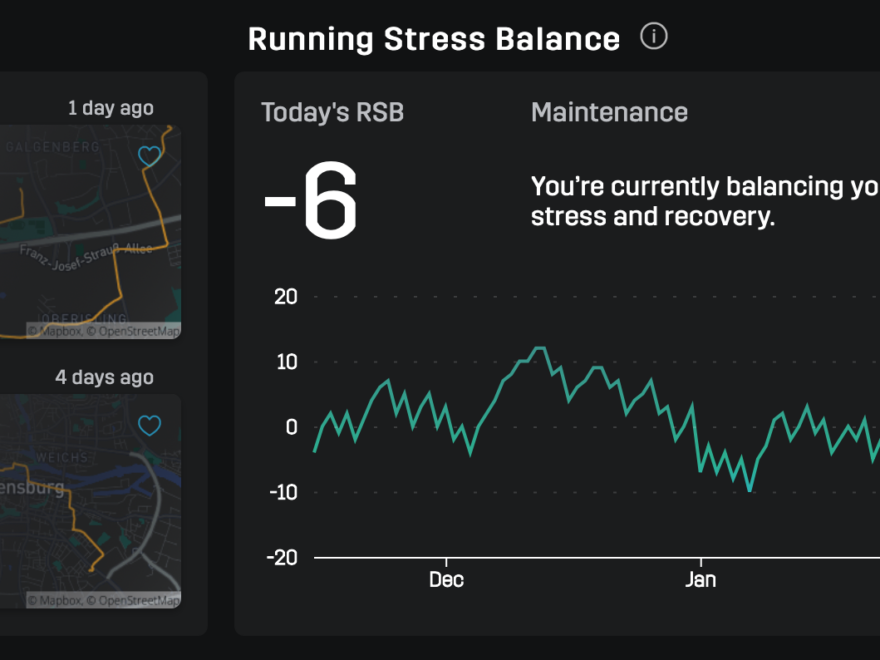 Running Stress Balance
1 day ago
GALGENBERG
Franz-Josef-Strauß-Allee
OBERISLING
© Mapbox, © OpenStreetMap
4 days ago
WEICHS
ensburg
© Mapbox, © OpenStreetMap
Today's RSB
-6
Maintenance
You're currently balancing yo
stress and recovery.
20
10
0
-10
-20
Dec
Jan